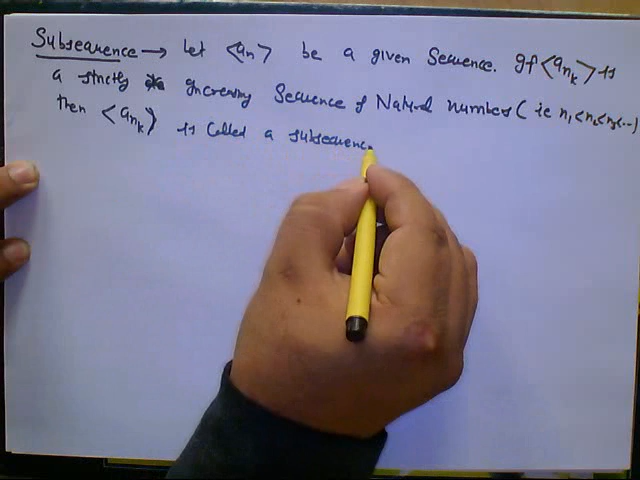 Subsequence → Let <an> be a given Sequence. If <ank> is
a strictly increasing Sequence of Natural numbers ( ie n1<n2<n3<--)
then <ank> is called a subsequence